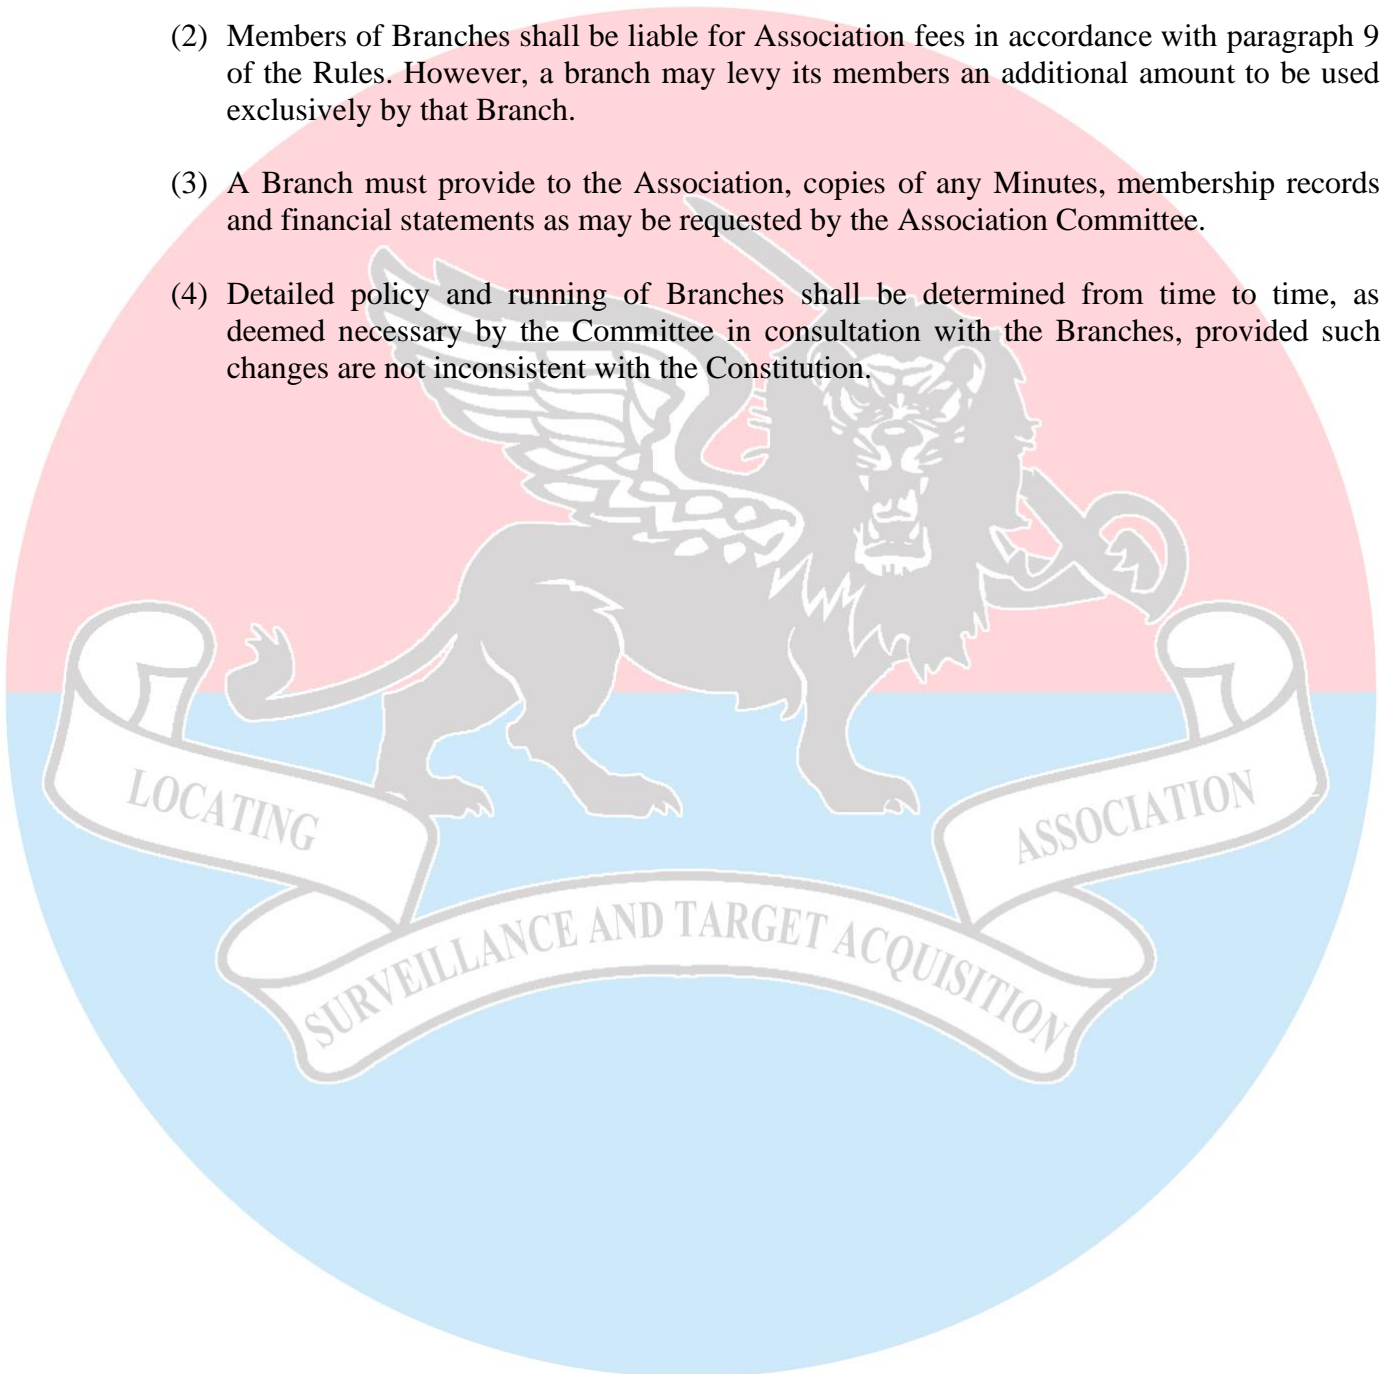 (2) Members of Branches shall be liable for Association fees in accordance with paragraph 9
of the Rules. However, a branch may levy its members an additional amount to be used
exclusively by that Branch.
(3) A Branch must provide to the Association, copies of any Minutes, membership records
and financial statements as may be requested by the Association Committee.
(4) Detailed policy and running of Branches shall be determined from time to time, as
deemed necessary by the Committee in consultation with the Branches, provided such
changes are not inconsistent with the Constitution.
LOCATING
SURVEILLANCE AND TARGET ACQUISITION
ASSOCIATION